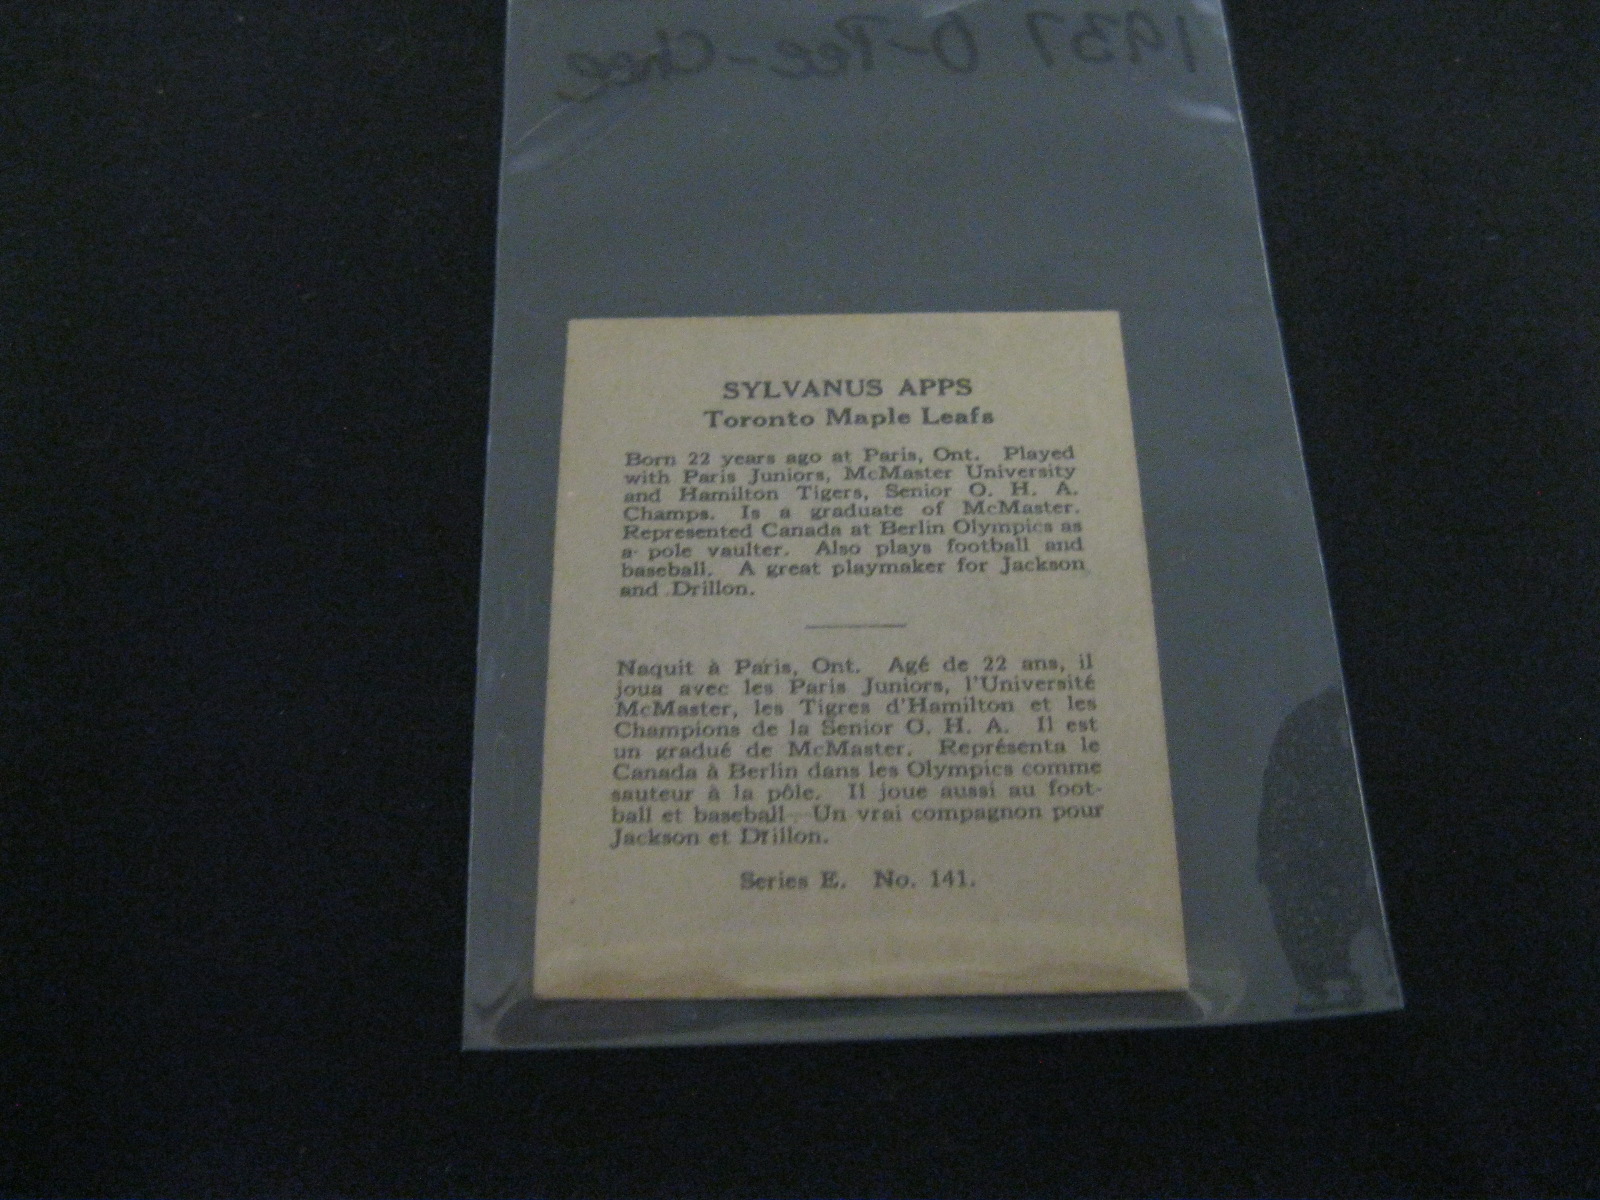 1937 O-Pee-Chee
SYLVANUS APPS
Toronto Maple Leafs
Born 22 years ago at Paris, Ont. Played
with Paris Juniors, McMaster University
and Hamilton Tigers, Senior O. H. A.
Champs. Is a graduate of McMaster.
Represented Canada at Berlin Olympics as
a pole vaulter. Also plays football and
baseball. A great playmaker for Jackson
and Drillon.
Naquit à Paris, Ont. Agé de 22 ans, il
joua avec les Paris Juniors, l'Université
McMaster, les Tigres d'Hamilton et les
Champions de la Senior O. H. A. Il est
un gradué de McMaster. Représenta le
Canada à Berlin dans les Olympics comme
sauteur à la pôle. Il joue aussi au foot-
ball et baseball. Un vrai compagnon pour
Jackson et Drillon.
Series E. No. 141.